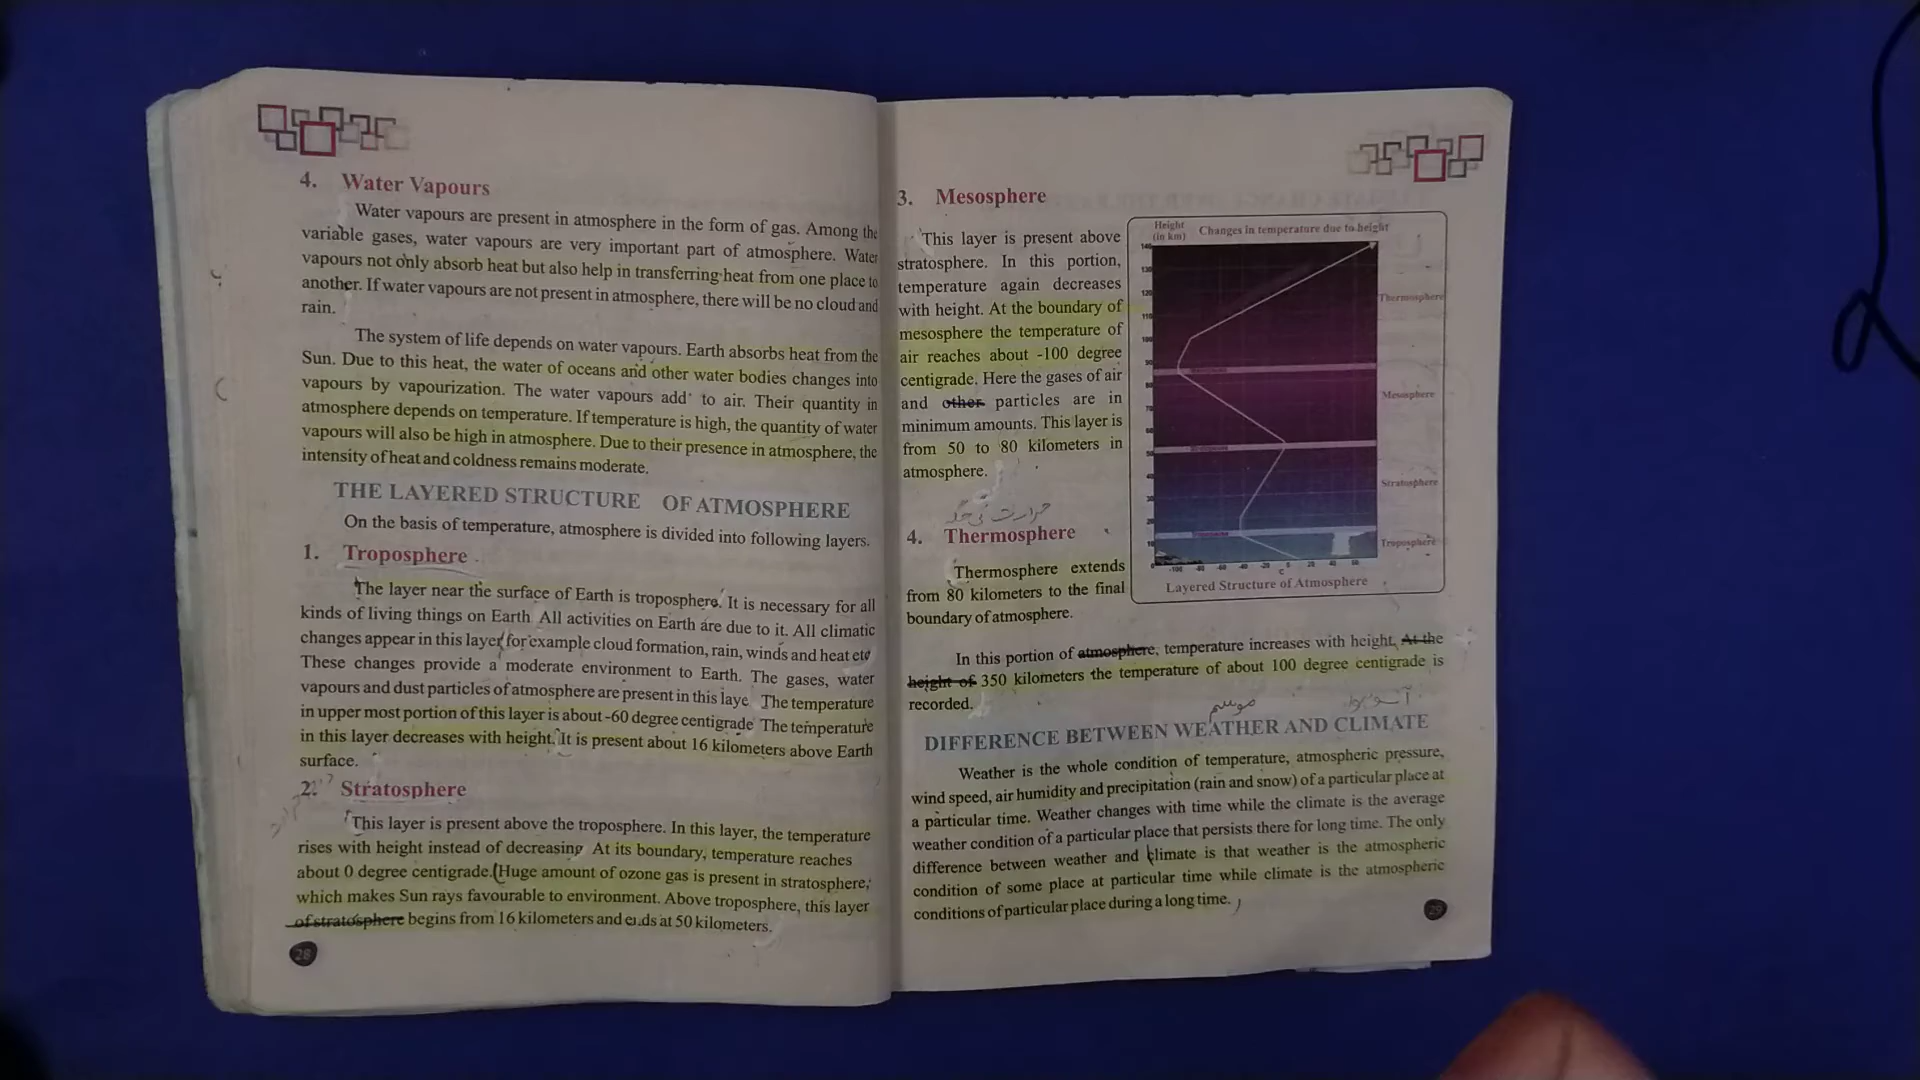 4. Water Vapours
Water vapours are present in atmosphere in the form of gas. Among the
variable gases, water vapours are very important part of atmosphere. Water
vapours not only absorb heat but also help in transferring heat from one place to
another. If water vapours are not present in atmosphere, there will be no cloud and
rain.
The system of life depends on water vapours. Earth absorbs heat from the
Sun. Due to this heat, the water of oceans and other water bodies changes into
vapours by vapourization. The water vapours add to air. Their quantity in
atmosphere depends on temperature. If temperature is high, the quantity of water
vapours will also be high in atmosphere. Due to their presence in atmosphere, the
intensity of heat and coldness remains moderate.
THE LAYERED STRUCTURE OF ATMOSPHERE
On the basis of temperature, atmosphere is divided into following layers.
1. Troposphere
The layer near the surface of Earth is troposphere. It is necessary for all
kinds of living things on Earth All activities on Earth are due to it. All climatic
changes appear in this layer for example cloud formation, rain, winds and heat etc
These changes provide a moderate environment to Earth. The gases, water
vapours and dust particles of atmosphere are present in this laye The temperature
in upper most portion of this layer is about -60 degree centigrade The temperature
in this layer decreases with height. It is present about 16 kilometers above Earth
surface.
2. Stratosphere
This layer is present above the troposphere. In this layer, the temperature
rises with height instead of decreasing At its boundary, temperature reaches
about 0 degree centigrade. (Huge amount of ozone gas is present in stratosphere,
which makes Sun rays favourable to environment. Above troposphere, this layer
of stratosphere begins from 16 kilometers and ends at 50 kilometers.
28
3. Mesosphere
This layer is present above
stratosphere. In this portion,
temperature again decreases
with height. At the boundary of
mesosphere the temperature of
air reaches about -100 degree
centigrade. Here the gases of air
and other particles are in
minimum amounts. This layer is
from 50 to 80 kilometers in
atmosphere.
Height
(in km)
Changes in temperature due to height
140
130
120
110
100
90
80
70
60
50
40
30
20
10
Thermosphere
Mesosphere
Stratosphere
Troposphere
-100 -80 -60 -40 -20 0 20 40 60
C
Layered Structure of Atmosphere
4. Thermosphere
Thermosphere extends
from 80 kilometers to the final
boundary of atmosphere.
In this portion of atmosphere, temperature increases with height, At the
height of 350 kilometers the temperature of about 100 degree centigrade is
recorded.
موسم
آب و ہوا
DIFFERENCE BETWEEN WEATHER AND CLIMATE
Weather is the whole condition of temperature, atmospheric pressure,
wind speed, air humidity and precipitation (rain and snow) of a particular place at
a particular time. Weather changes with time while the climate is the average
weather condition of a particular place that persists there for long time. The only
difference between weather and climate is that weather is the atmospheric
condition of some place at particular time while climate is the atmospheric
conditions of particular place during a long time.
29